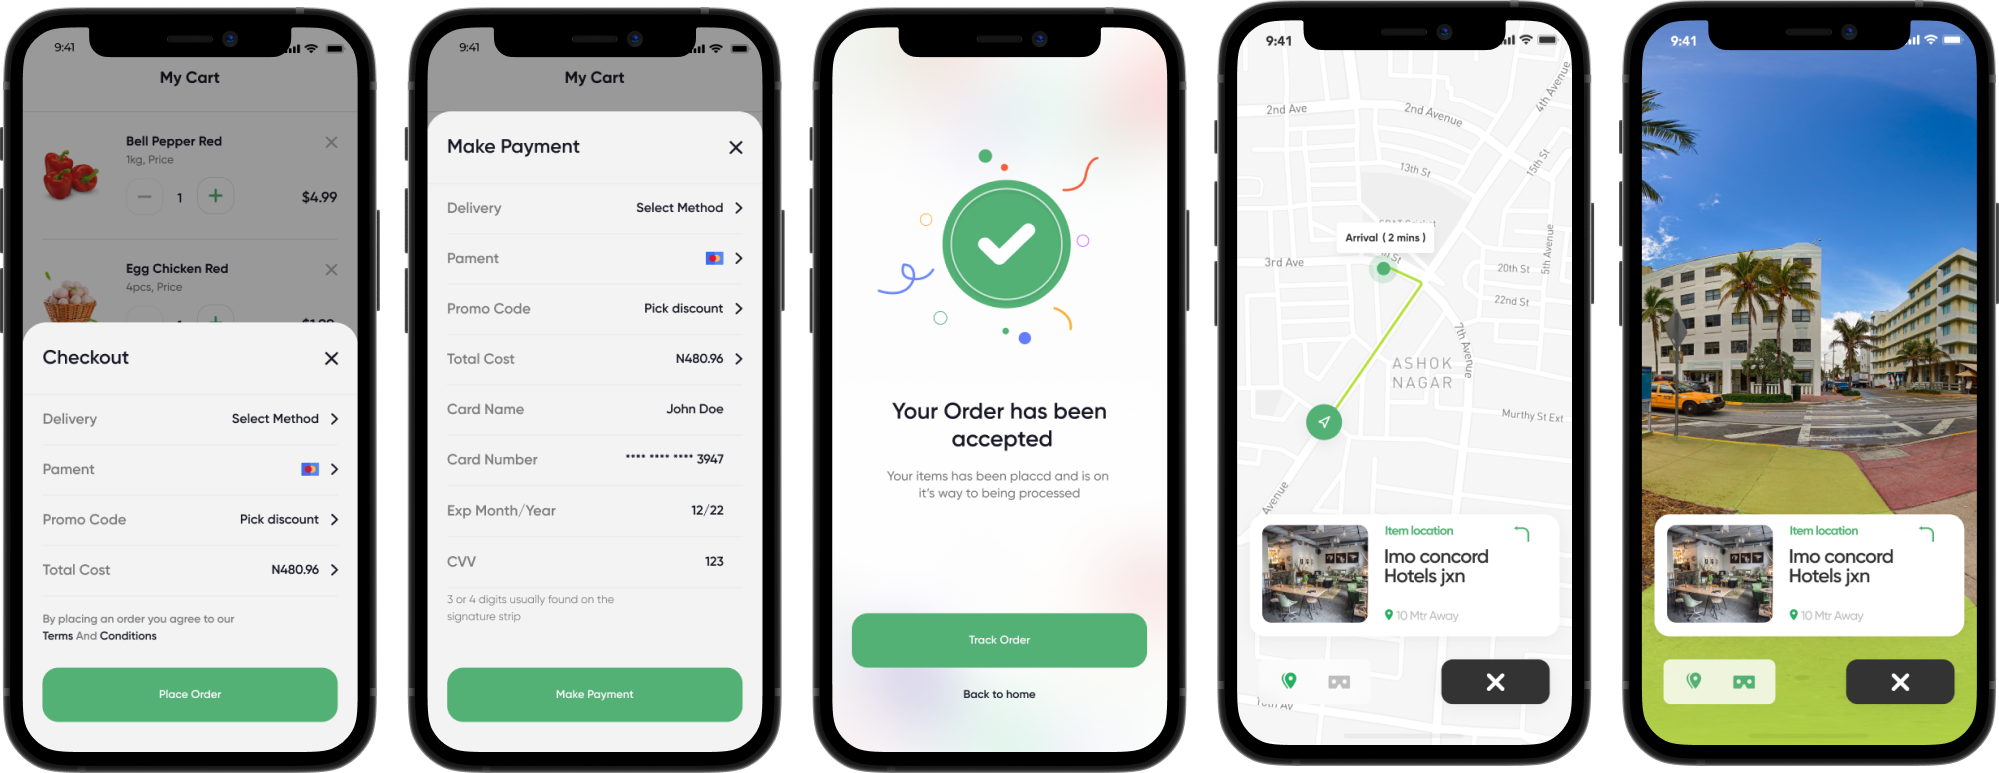 9:41
My Cart
Bell Pepper Red
1kg, Price
1
$4.99
Egg Chicken Red
4pcs, Price
Checkout
Delivery Select Method
Pament
Promo Code Pick discount
Total Cost N480.96
By placing an order you agree to our
Terms And Conditions
Place Order
9:41
My Cart
Make Payment
Delivery Select Method
Pament
Promo Code Pick discount
Total Cost N480.96
Card Name John Doe
Card Number •••• •••• •••• 3947
Exp Month/Year 12/22
CVV 123
3 or 4 digits usually found on the
signature strip
Make Payment
Your Order has been
accepted
Your items has been placcd and is on
it's way to being processed
Track Order
Back to home
9:41
2nd Ave
2nd Avenue
4th Avenue
13th St
15th St
Arrival ( 2 mins )
3rd Ave
5th Avenue
20th St
22nd St
7th Avenue
ASHOK
NAGAR
Murthy St Ext
Avenue
Item location
Imo concord
Hotels jxn
10 Mtr Away
9:41
Item location
Imo concord
Hotels jxn
10 Mtr Away